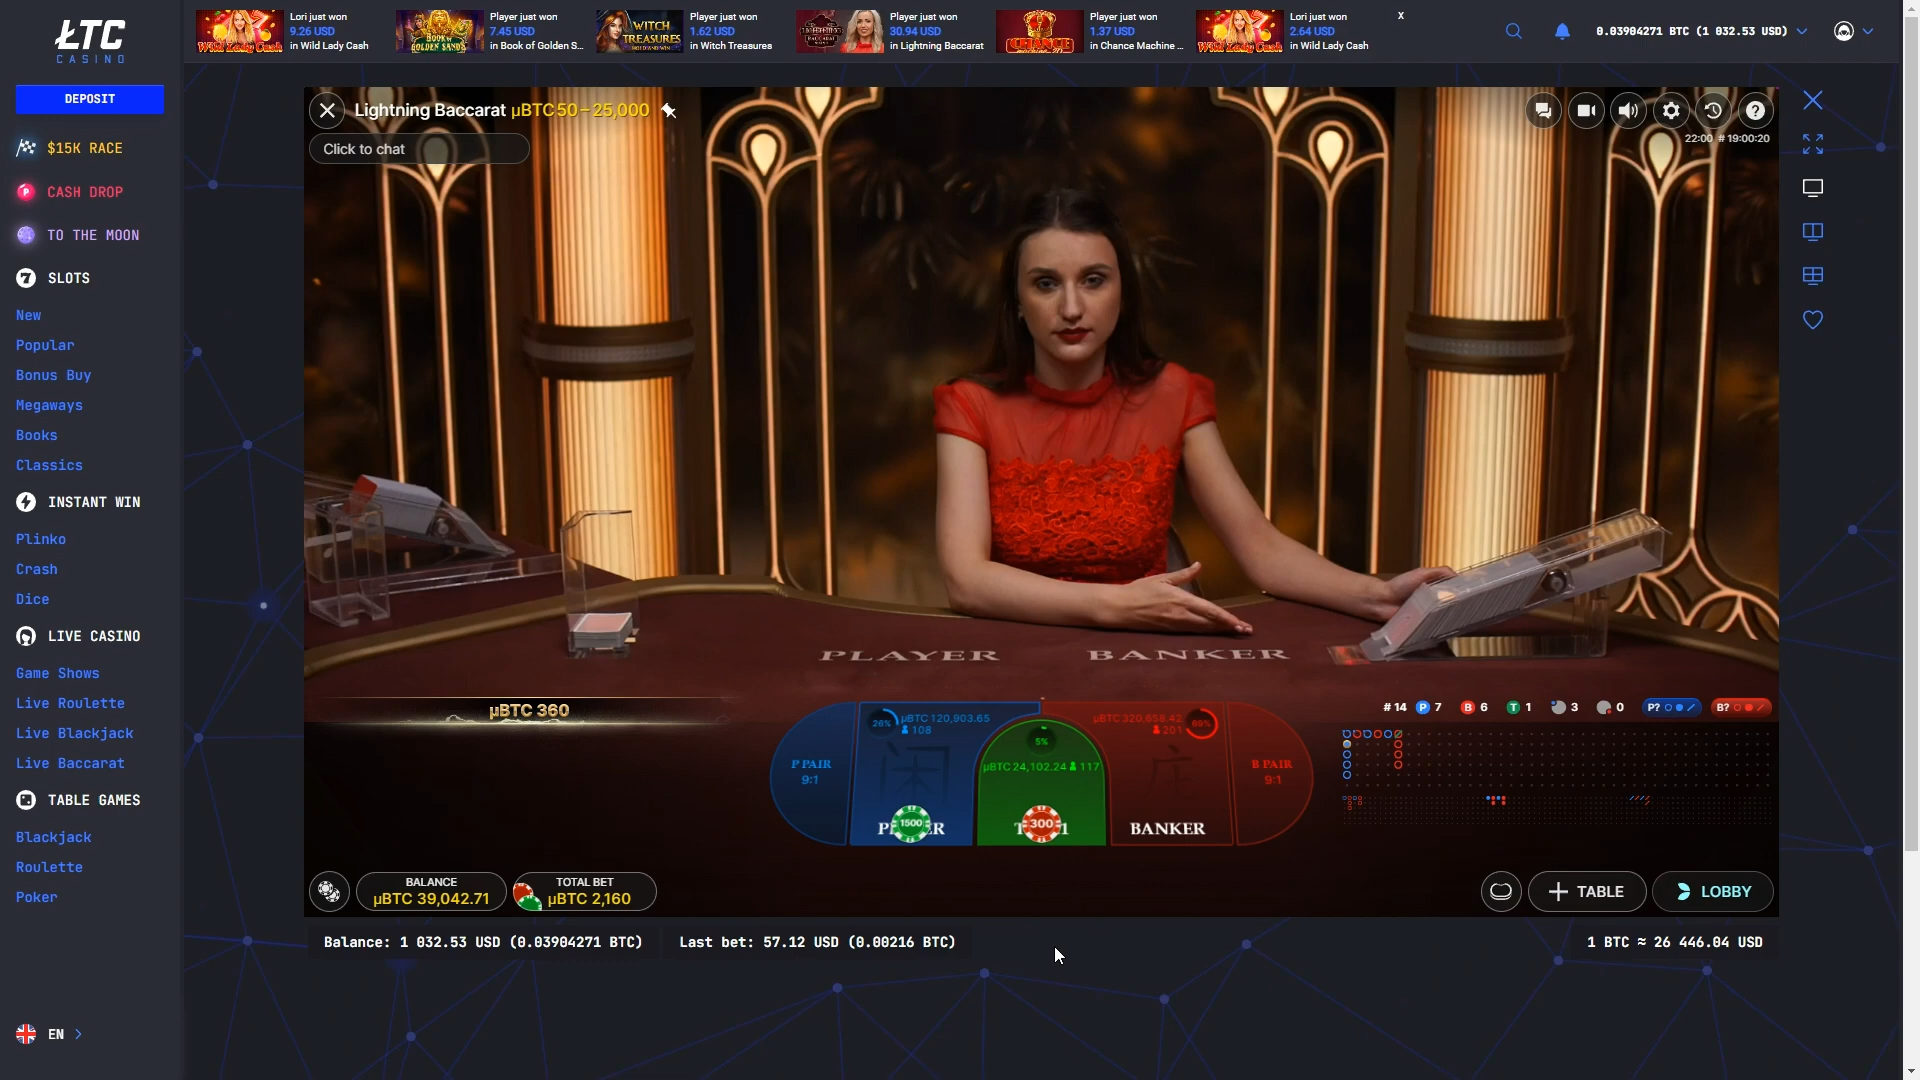 ŁTC
CASINO
Lori just won
9.26 USD
in Wild Lady Cash
Player just won
7.45 USD
in Book of Golden S...
Player just won
1.62 USD
in Witch Treasures
Player just won
30.94 USD
in Lightning Baccarat
Player just won
1.37 USD
in Chance Machine ...
Lori just won
2.64 USD
in Wild Lady Cash
x
0.03904271 BTC (1 032.53 USD)
DEPOSIT
$15K RACE
CASH DROP
TO THE MOON
SLOTS
New
Popular
Bonus Buy
Megaways
Books
Classics
INSTANT WIN
Plinko
Crash
Dice
LIVE CASINO
Game Shows
Live Roulette
Live Blackjack
Live Baccarat
TABLE GAMES
Blackjack
Roulette
Poker
EN
Lightning Baccarat µBTC 50–25,000
Click to chat
22:00 # 19:00:20
PLAYER
BANKER
µBTC 360
26%
µBTC 120,903.65
108
P PAIR
9:1
闲
1500
5%
µBTC 24,102.24 117
300
µBTC 320,658.42
201
69%
庄
BANKER
B PAIR
9:1
#14 P 7 B 6 T 1 3 0 P? B?
BALANCE
µBTC 39,042.71
TOTAL BET
µBTC 2,160
TABLE
LOBBY
Balance: 1 032.53 USD (0.03904271 BTC)
Last bet: 57.12 USD (0.00216 BTC)
1 BTC ≈ 26 446.04 USD